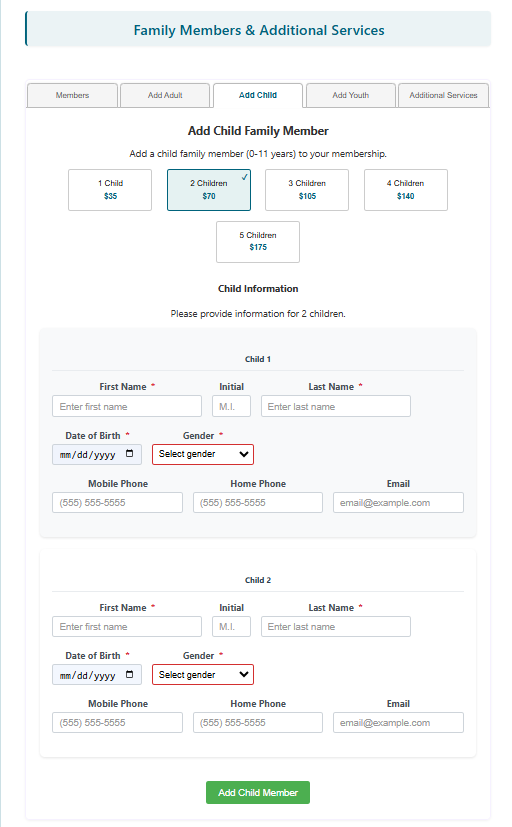 Family Members & Additional Services
Members Add Adult Add Child Add Youth Additional Services
Add Child Family Member
Add a child family member (0-11 years) to your membership.
1 Child 2 Children ✓ 3 Children 4 Children
$35 $70 $105 $140
5 Children
$175
Child Information
Please provide information for 2 children.
Child 1
First Name * Initial Last Name *
Enter first name M.I. Enter last name
Date of Birth * Gender *
mm/dd/yyyy Select gender
Mobile Phone Home Phone Email
(555) 555-5555 (555) 555-5555 email@example.com
Child 2
First Name * Initial Last Name *
Enter first name M.I. Enter last name
Date of Birth * Gender *
mm/dd/yyyy Select gender
Mobile Phone Home Phone Email
(555) 555-5555 (555) 555-5555 email@example.com
Add Child Member